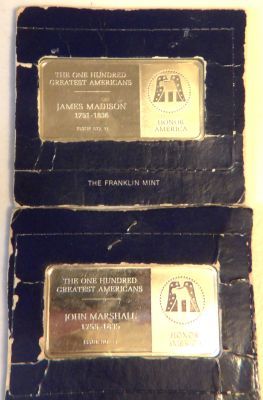 THE ONE HUNDRED
GREATEST AMERICANS
JAMES MADISON
1751-1836
HONOR
AMERICA
THE FRANKLIN MINT
THE ONE HUNDRED
GREATEST AMERICANS
JOHN MARSHALL
1755-1835
HONOR
AMERICA